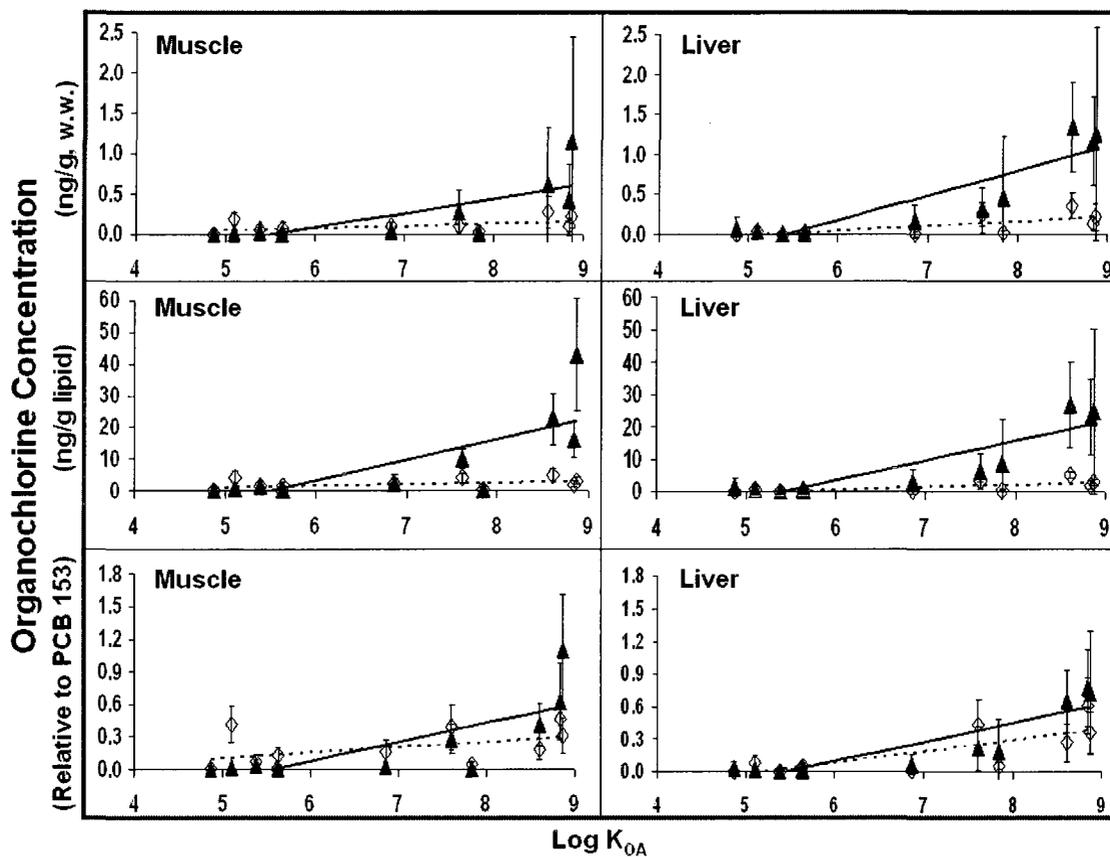 Organochlorine Concentration
(ng/g, w.w.)
(ng/g lipid)
(Relative to PCB 153)
Muscle
2.5
2.0
1.5
1.0
0.5
0.0
4 5 6 7 8 9
Liver
2.5
2.0
1.5
1.0
0.5
0.0
4 5 6 7 8 9
Muscle
60
50
40
30
20
10
0
4 5 6 7 8 9
Liver
60
50
40
30
20
10
0
4 5 6 7 8 9
Muscle
1.8
1.5
1.2
0.9
0.6
0.3
0.0
4 5 6 7 8 9
Liver
1.8
1.5
1.2
0.9
0.6
0.3
0.0
4 5 6 7 8 9
Log K_OA